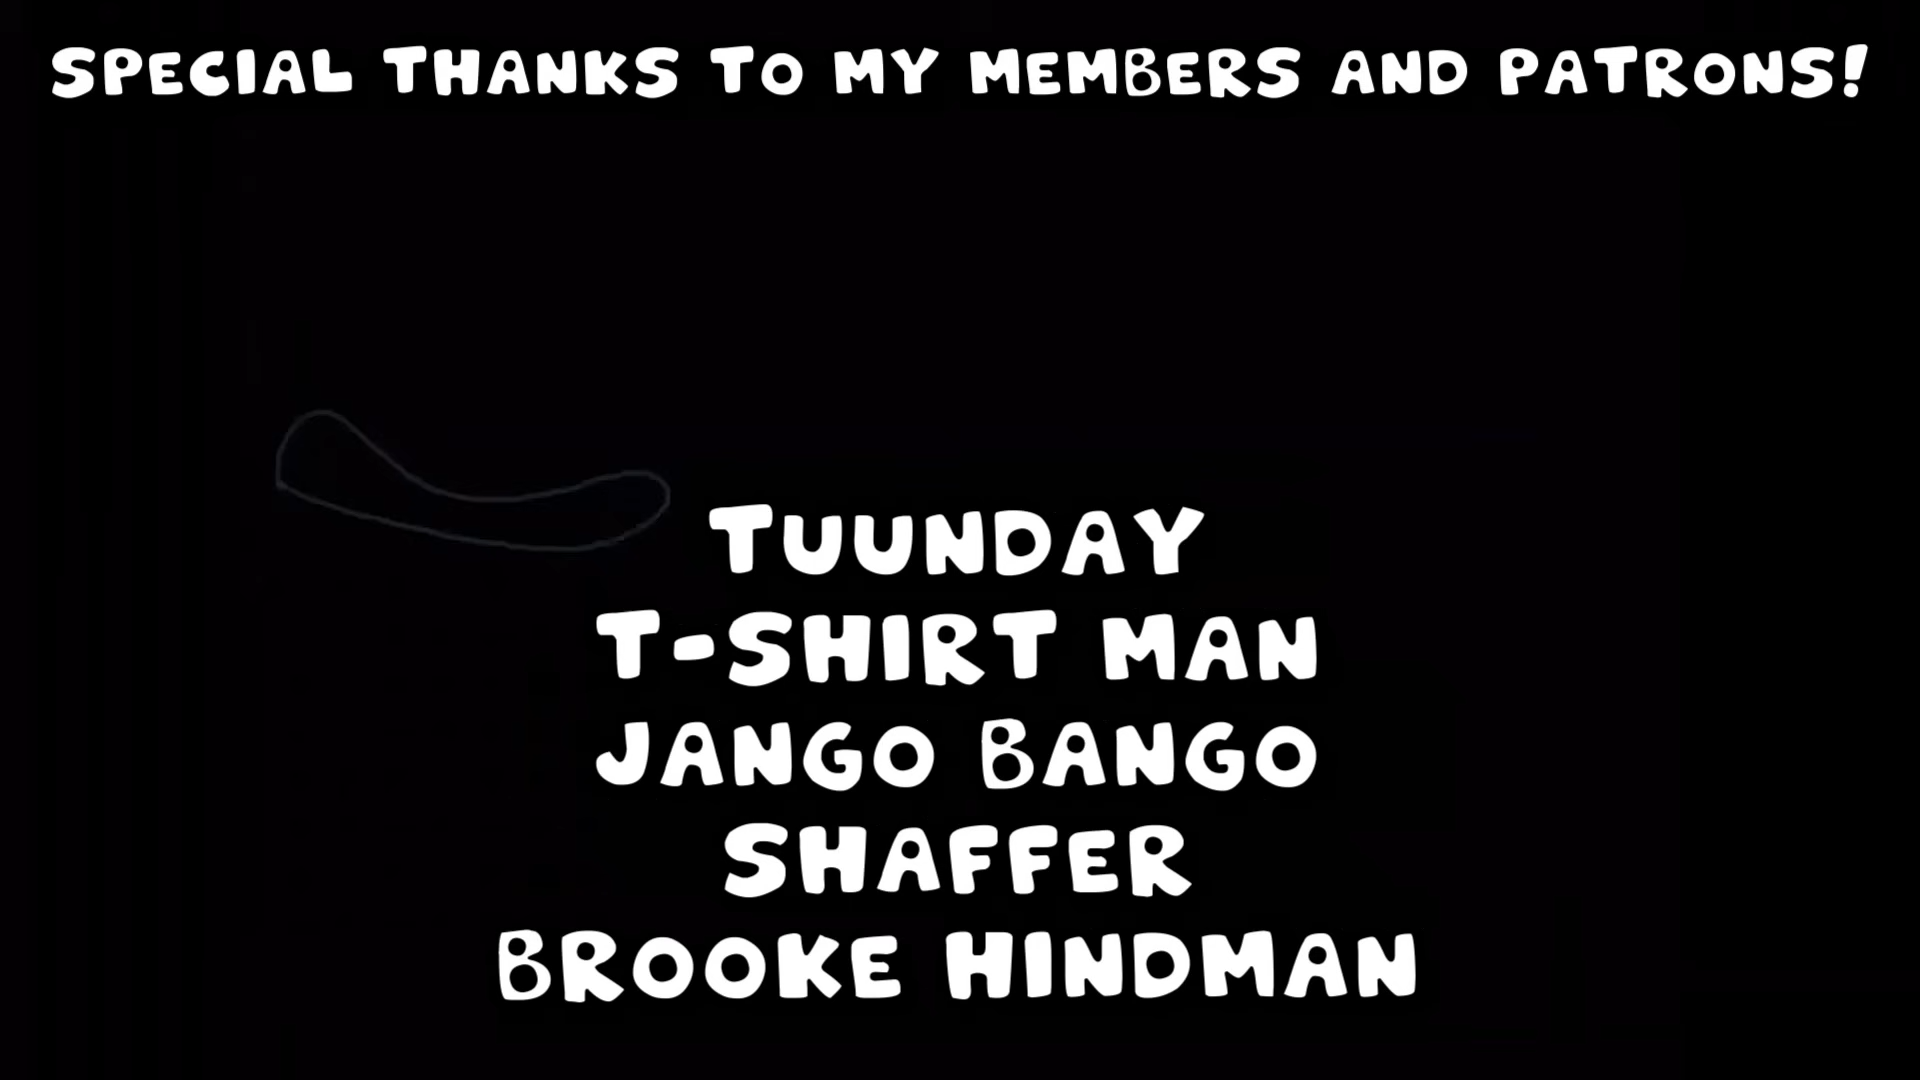 SPECIAL THANKS TO MY MEMBERS AND PATRONS!
TUUNDAY
T-SHIRT MAN
JANGO BANGO
SHAFFER
BROOKE HINDMAN